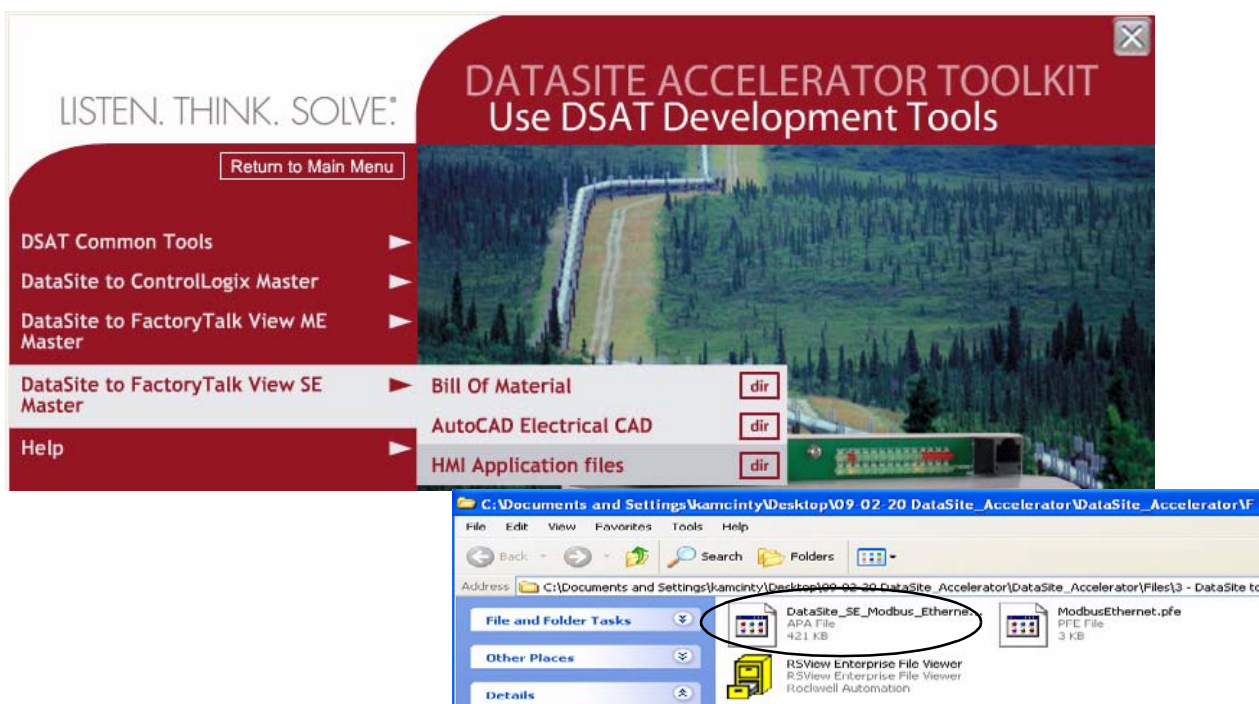 LISTEN. THINK. SOLVE.®
DATASITE ACCELERATOR TOOLKIT
Use DSAT Development Tools
Return to Main Menu
DSAT Common Tools
DataSite to ControlLogix Master
DataSite to FactoryTalk View ME
Master
DataSite to FactoryTalk View SE
Master
Help
Bill Of Material dir
AutoCAD Electrical CAD dir
HMI Application files dir
C:\Documents and Settings\kamcinty\Desktop\09-02-20 DataSite_Accelerator\DataSite_Accelerator\F
File Edit View Favorites Tools Help
Back Search Folders
Address C:\Documents and Settings\kamcinty\Desktop\09-02-20 DataSite_Accelerator\DataSite_Accelerator\Files\3 - DataSite to
File and Folder Tasks
Other Places
Details
DataSite_SE_Modbus_Etherne...
APA File
421 KB
ModbusEthernet.pfe
PFE File
3 KB
RSView Enterprise File Viewer
RSView Enterprise File Viewer
Rockwell Automation